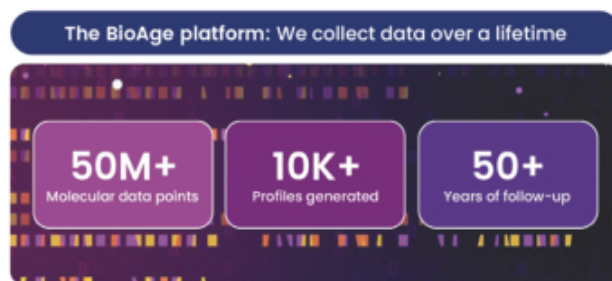 The BioAge platform: We collect data over a lifetime
50M+
Molecular data points
10K+
Profiles generated
50+
Years of follow-up